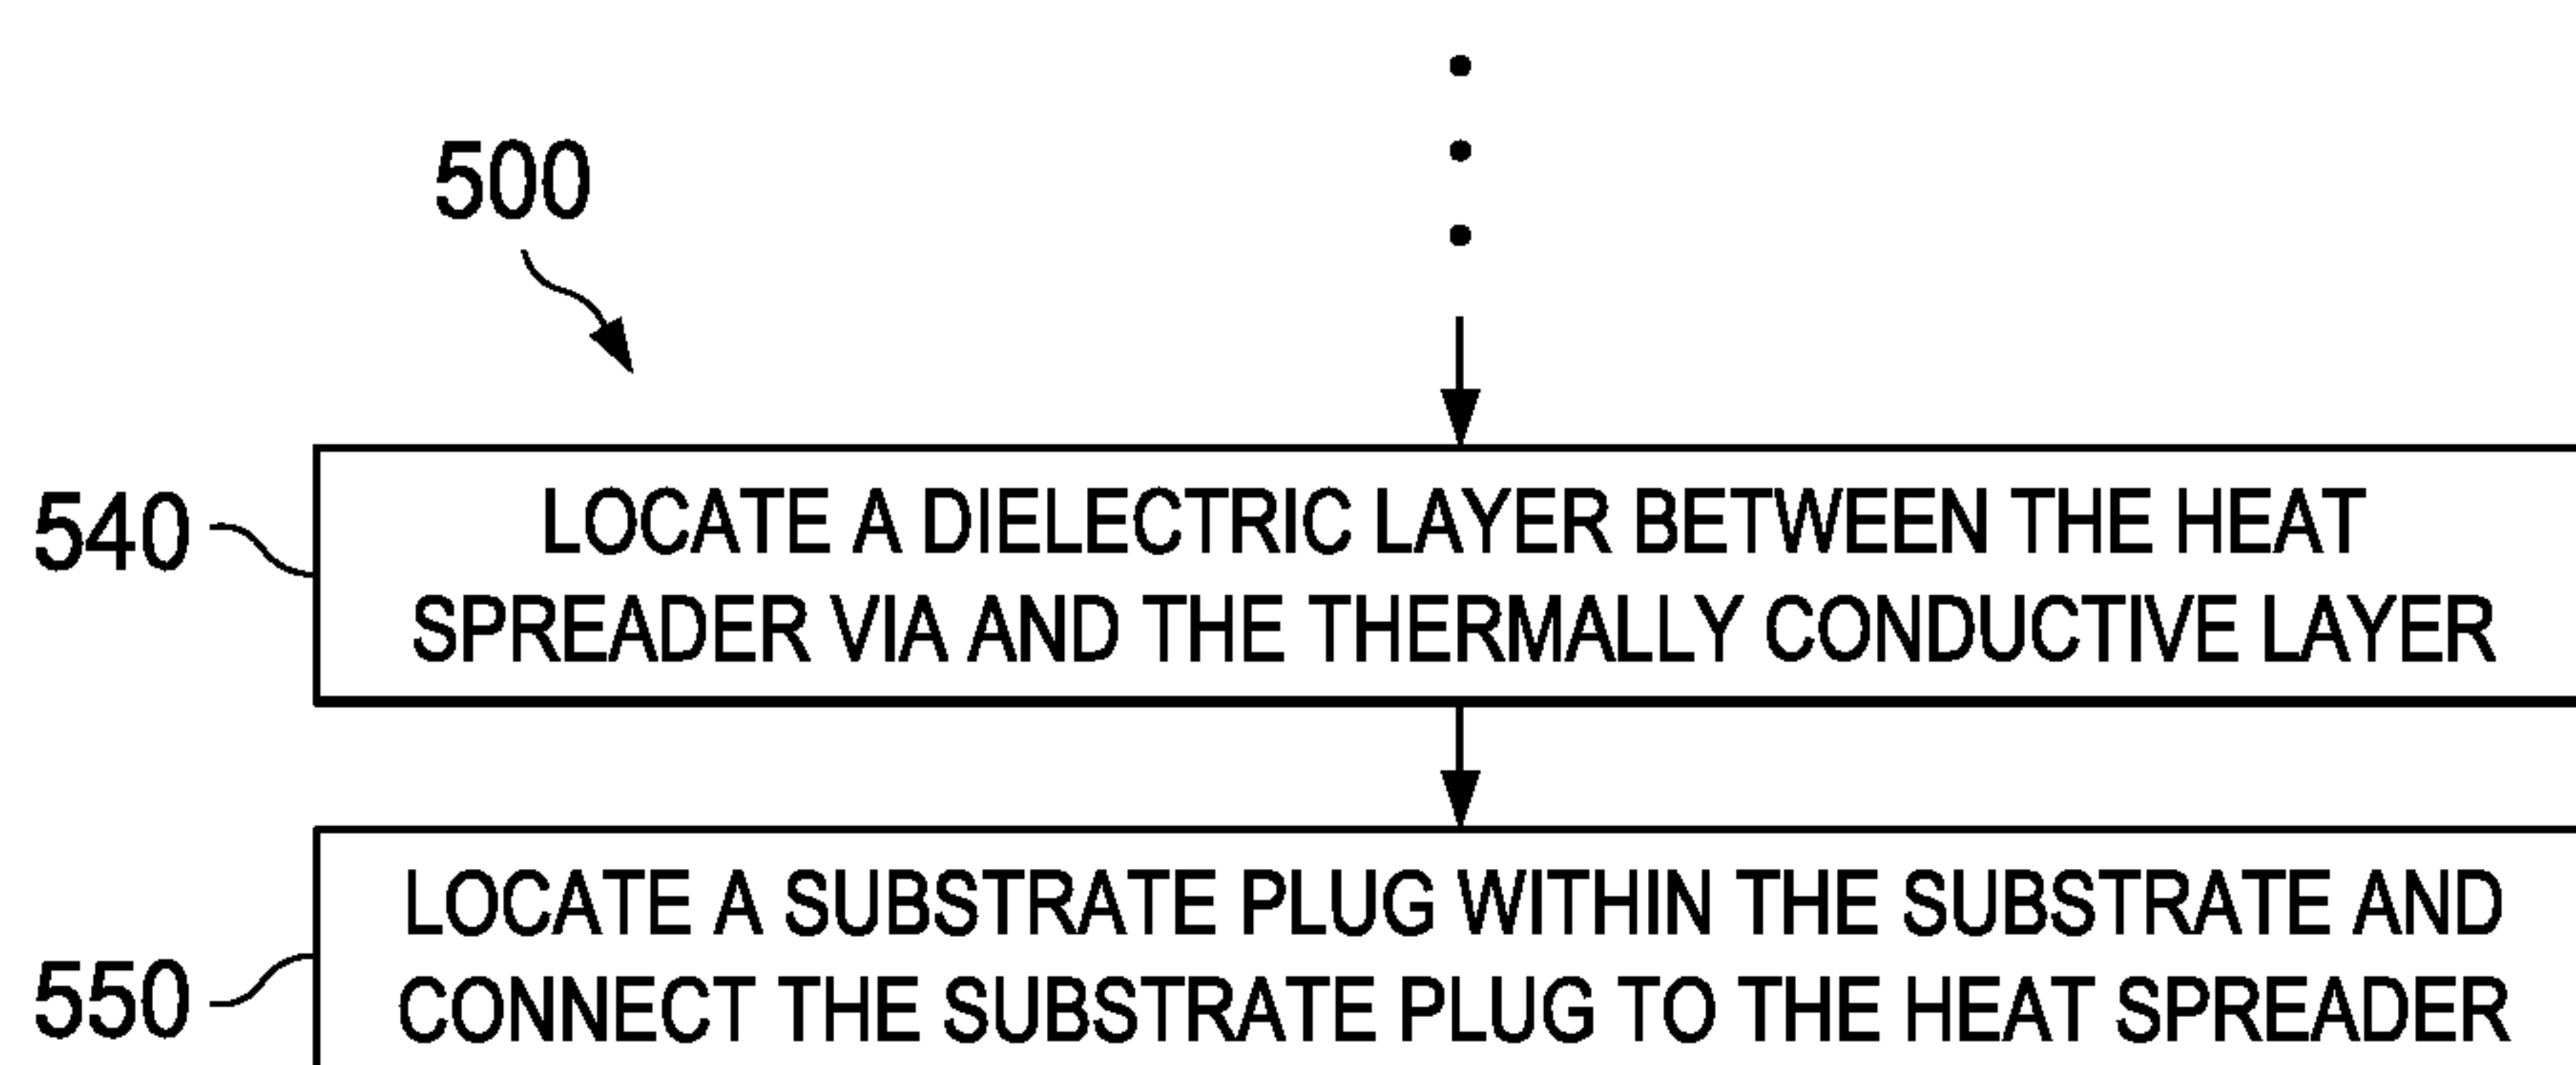 500
540
LOCATE A DIELECTRIC LAYER BETWEEN THE HEAT
SPREADER VIA AND THE THERMALLY CONDUCTIVE LAYER
550
LOCATE A SUBSTRATE PLUG WITHIN THE SUBSTRATE AND
CONNECT THE SUBSTRATE PLUG TO THE HEAT SPREADER